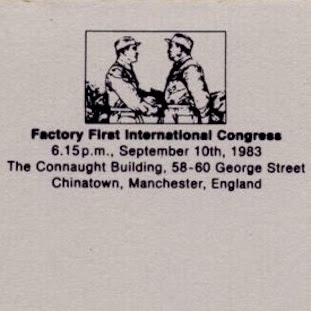 Factory First International Congress
6.15p.m., September 10th, 1983
The Connaught Building, 58-60 George Street
Chinatown, Manchester, England